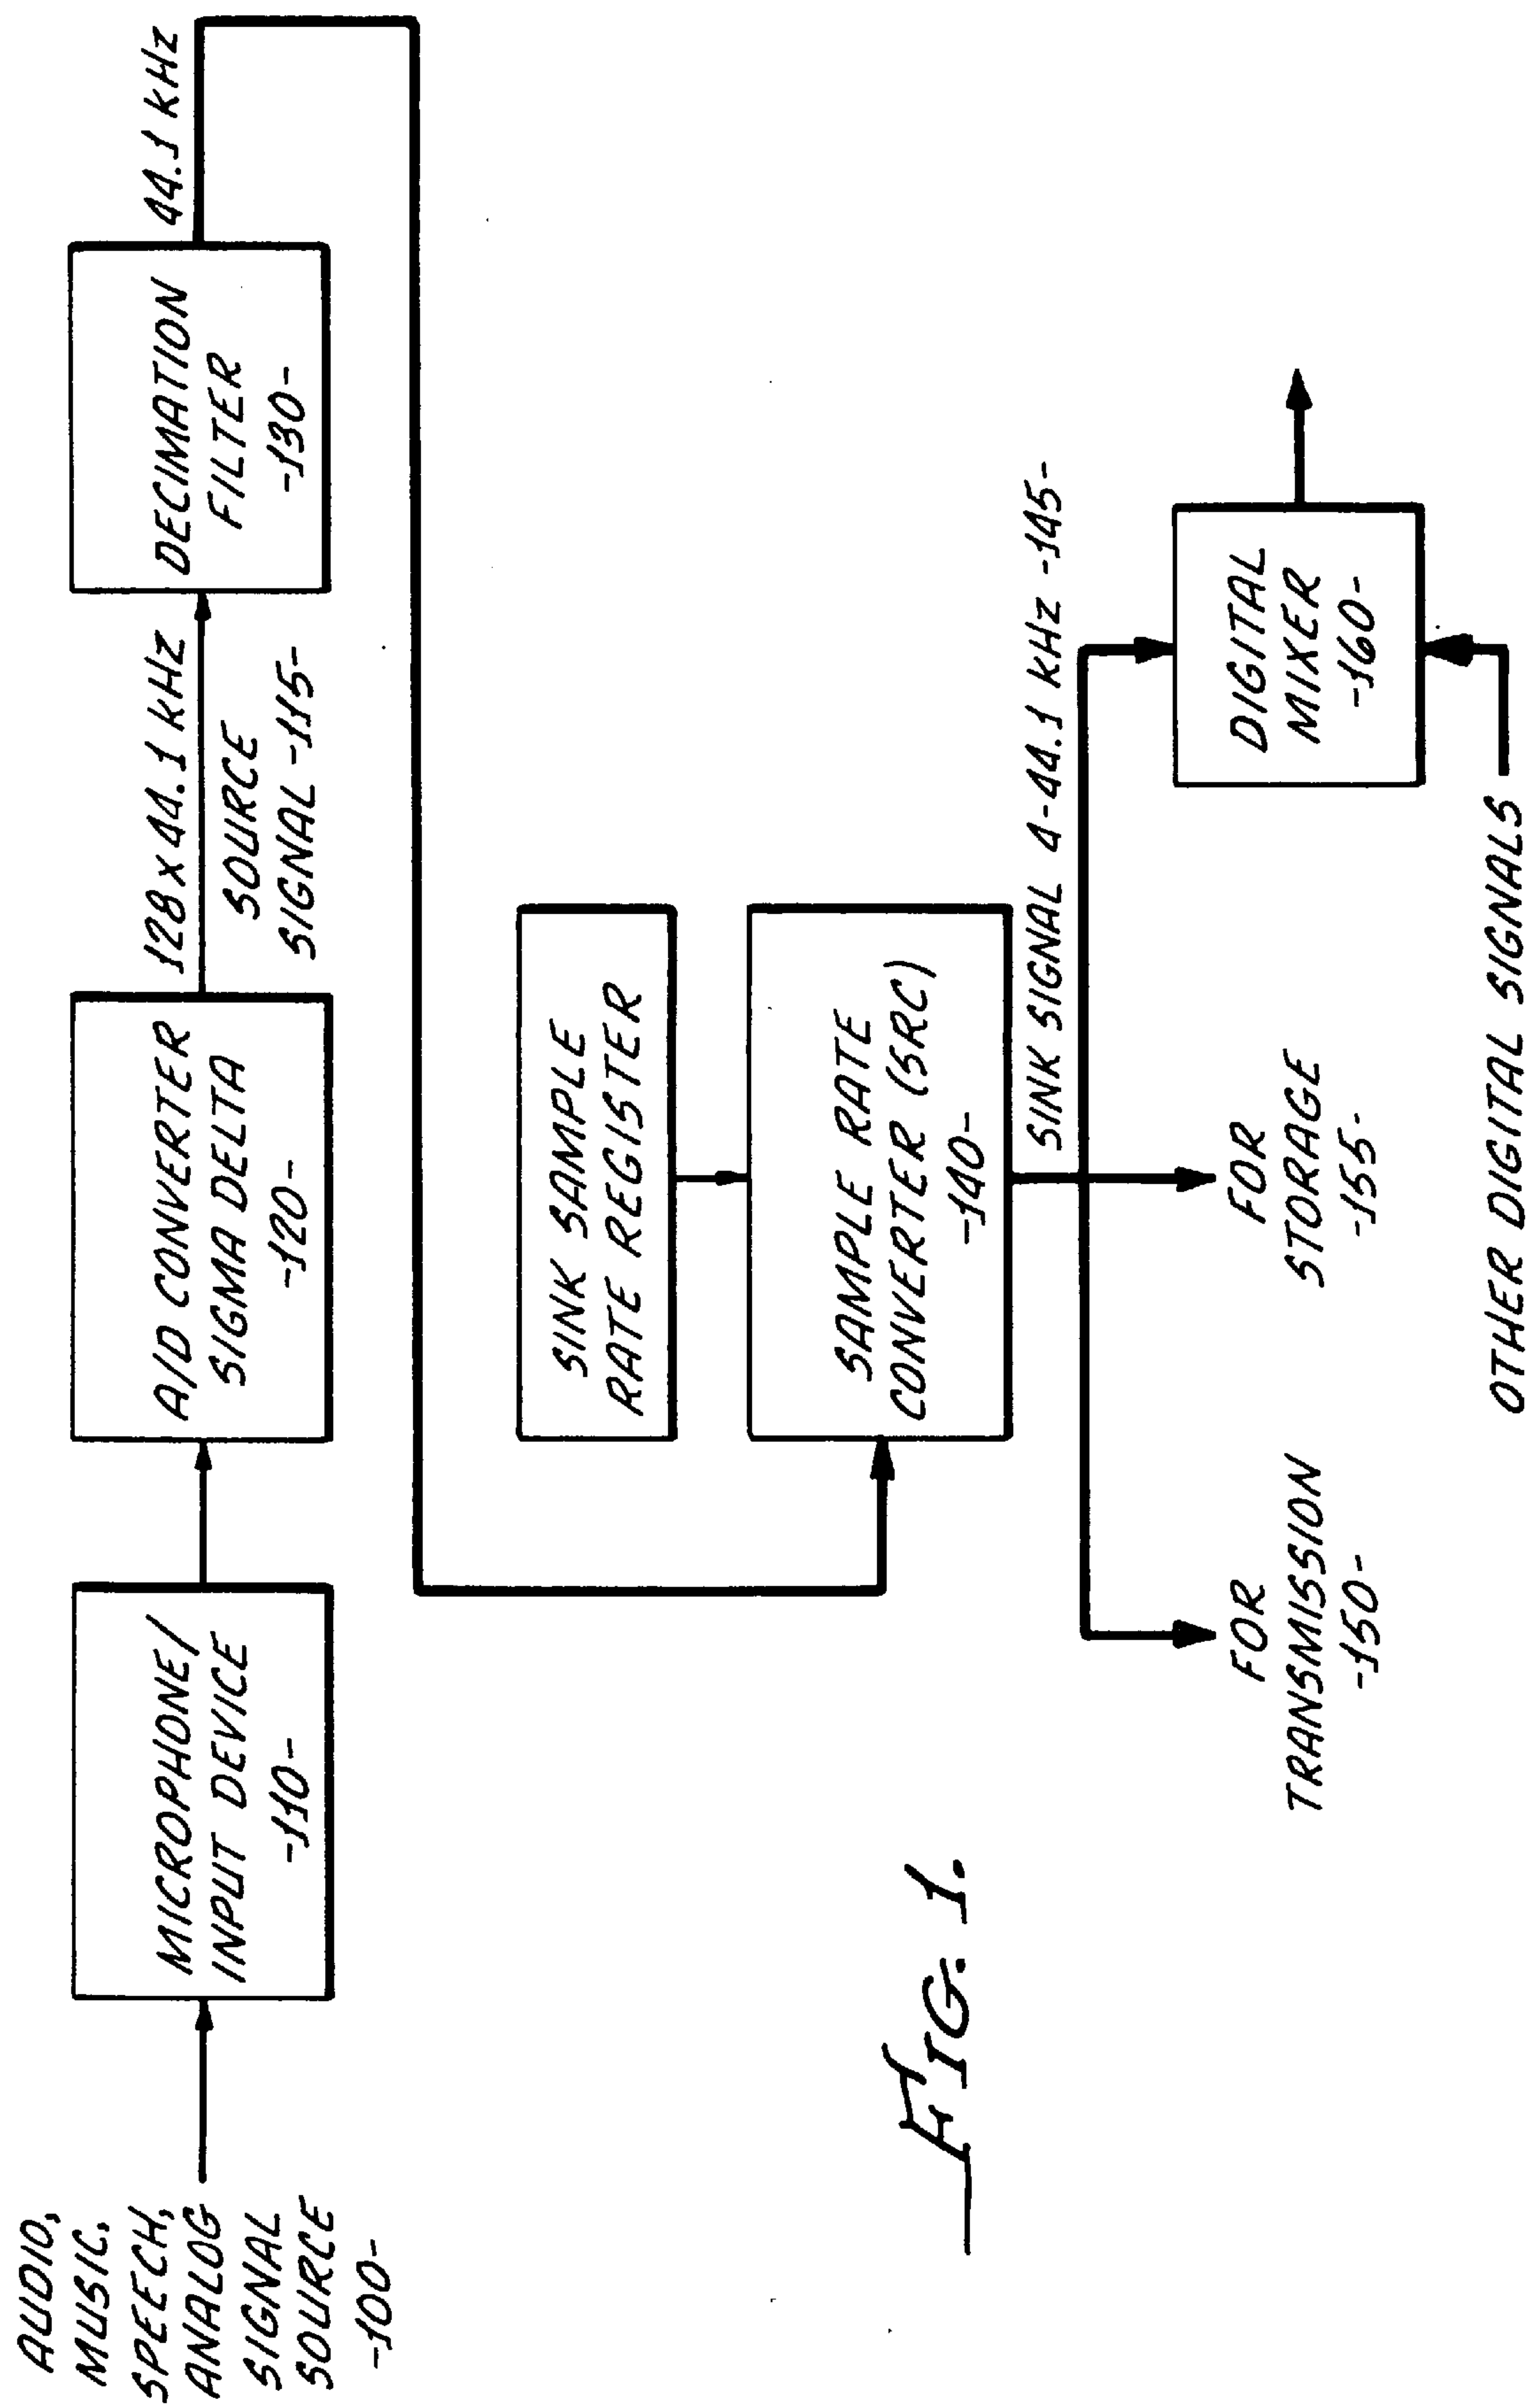 AUDIO,
MUSIC,
SPEECH,
ANALOG
SIGNAL
SOURCE
-100-
MICROPHONE/
INPUT DEVICE
-110-
A/D CONVERTER
SIGMA DELTA
-120-
128 x 44.1 kHz
SOURCE
SIGNAL -115-
DECIMATION
FILTER
-130-
44.1 kHz
SINK SAMPLE
RATE REGISTER
SAMPLE RATE
CONVERTER (SRC)
-140-
SINK SIGNAL 4-44.1 kHz -145-
FOR
TRANSMISSION
-150-
FOR
STORAGE
-155-
DIGITAL
MIXER
-160-
OTHER DIGITAL SIGNALS
FIG. 1.